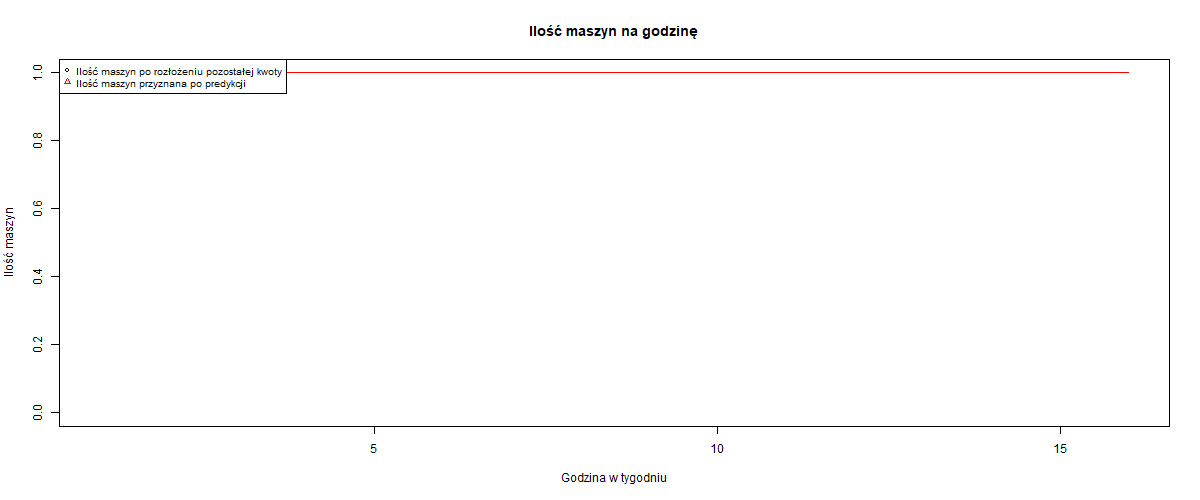 Ilość maszyn na godzinę
Ilość maszyn po rozłożeniu pozostałej kwoty
Ilość maszyn przyznana po predykcji
Ilość maszyn
1.0
0.8
0.6
0.4
0.2
0.0
5 10 15
Godzina w tygodniu